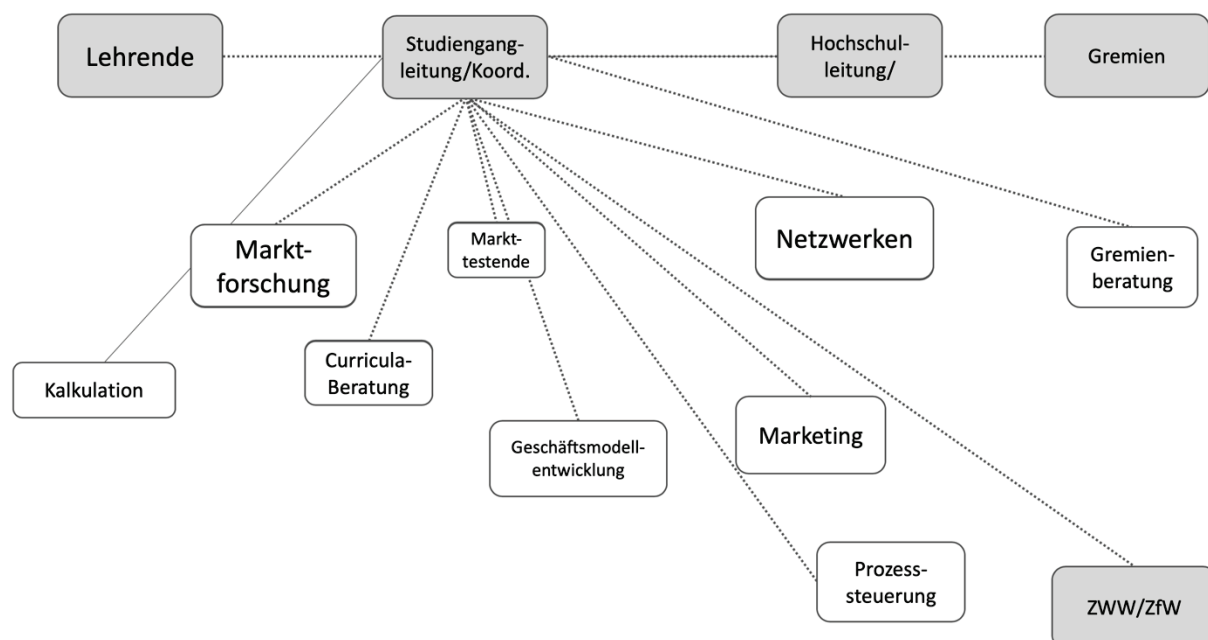 Lehrende
Studiengang-
leitung/Koord.
Hochschul-
leitung/
Gremien
Markt-
forschung
Markt-
testende
Netzwerken
Gremien-
beratung
Kalkulation
Curricula-
Beratung
Geschäftsmodell-
entwicklung
Marketing
Prozess-
steuerung
ZWW/ZfW